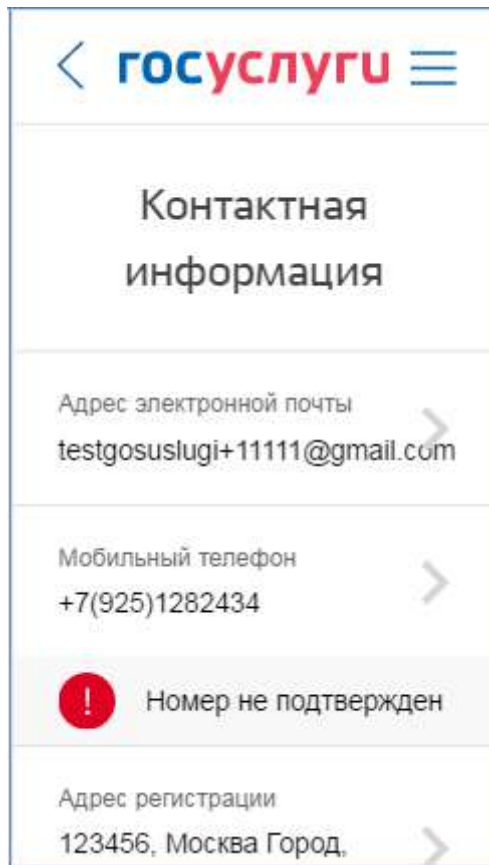 госуслуги
Контактная
информация
Адрес электронной почты
testgosuslugi+11111@gmail.com
Мобильный телефон
+7(925)1282434
! Номер не подтвержден
Адрес регистрации
123456, Москва Город,